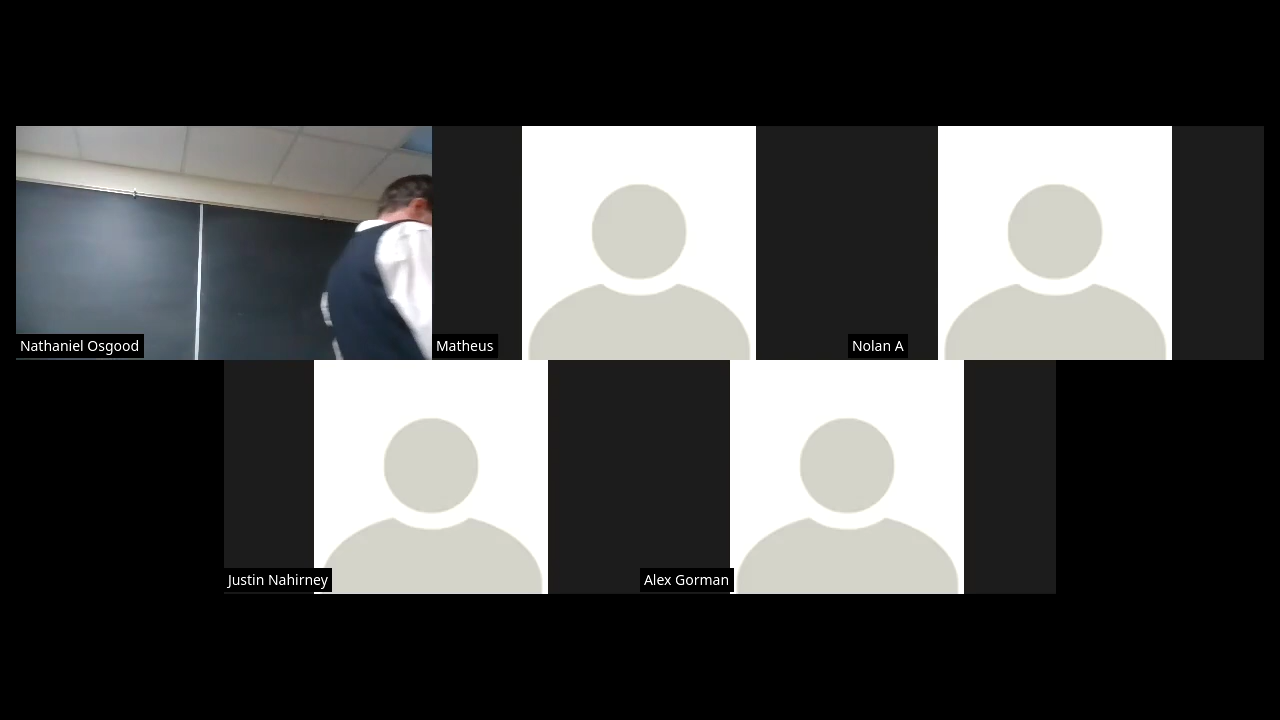 Nathaniel Osgood
Matheus
Nolan A
Justin Nahirney
Alex Gorman